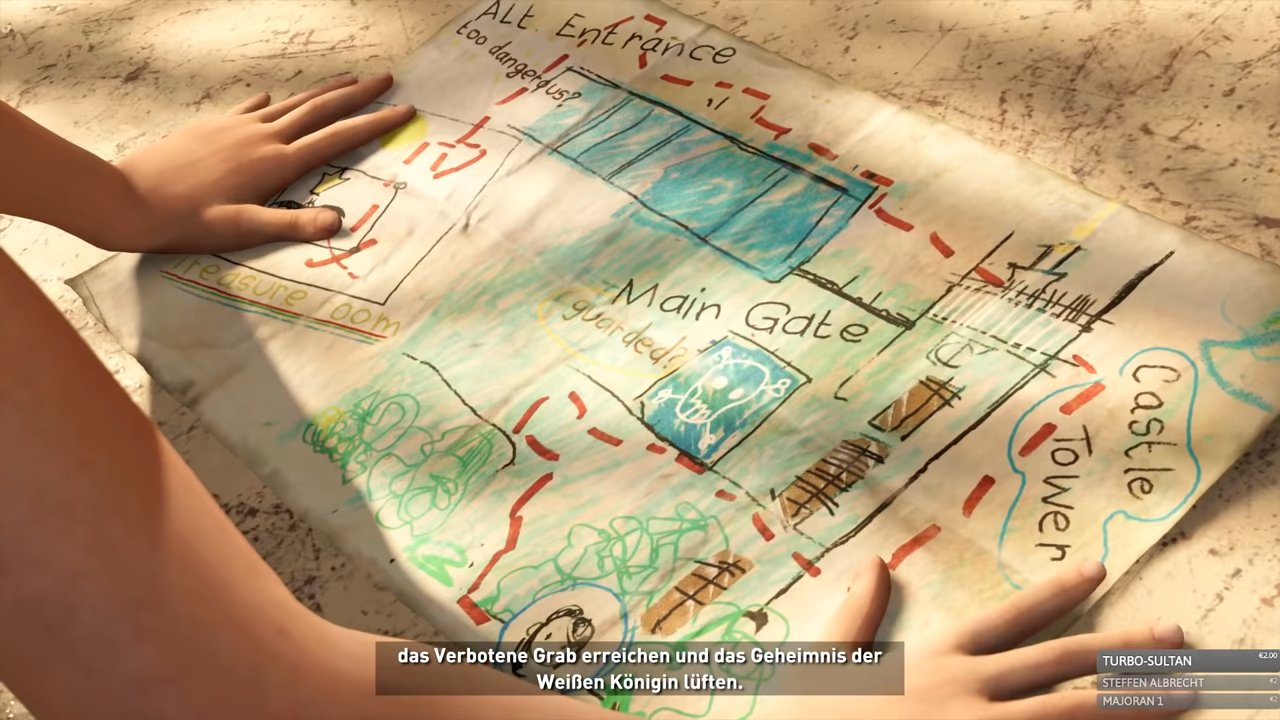 Alt. Entrance
too dangerous?
Main Gate
(guarded?)
Treasure oom
Castle
Tower
das Verbotene Grab erreichen und das Geheimnis der
Weißen Königin lüften.
TURBO-SULTAN €2.00
STEFFEN ALBRECHT
MAJORAN 1